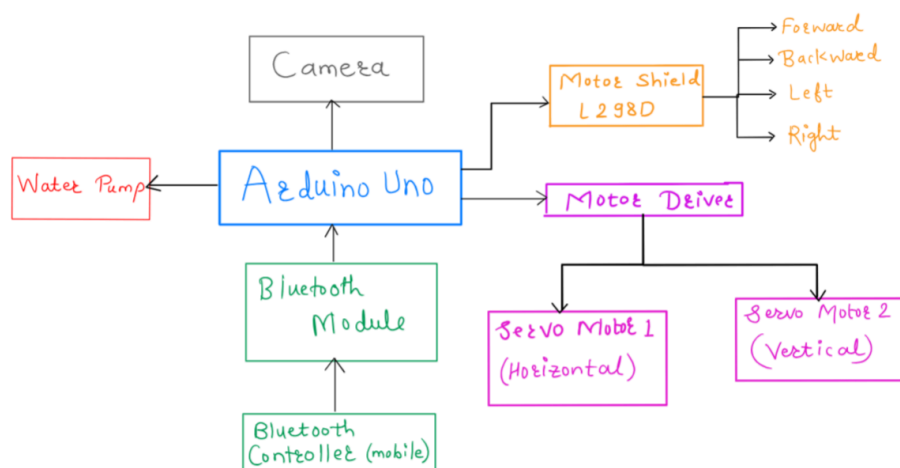 Camera
Motor Shield
L298D
Forward
Backward
Left
Right
Water Pump
Arduino Uno
Motor Driver
Bluetooth
Module
Servo Motor 1
(Horizontal)
Servo Motor 2
(Vertical)
Bluetooth
Controller (mobile)